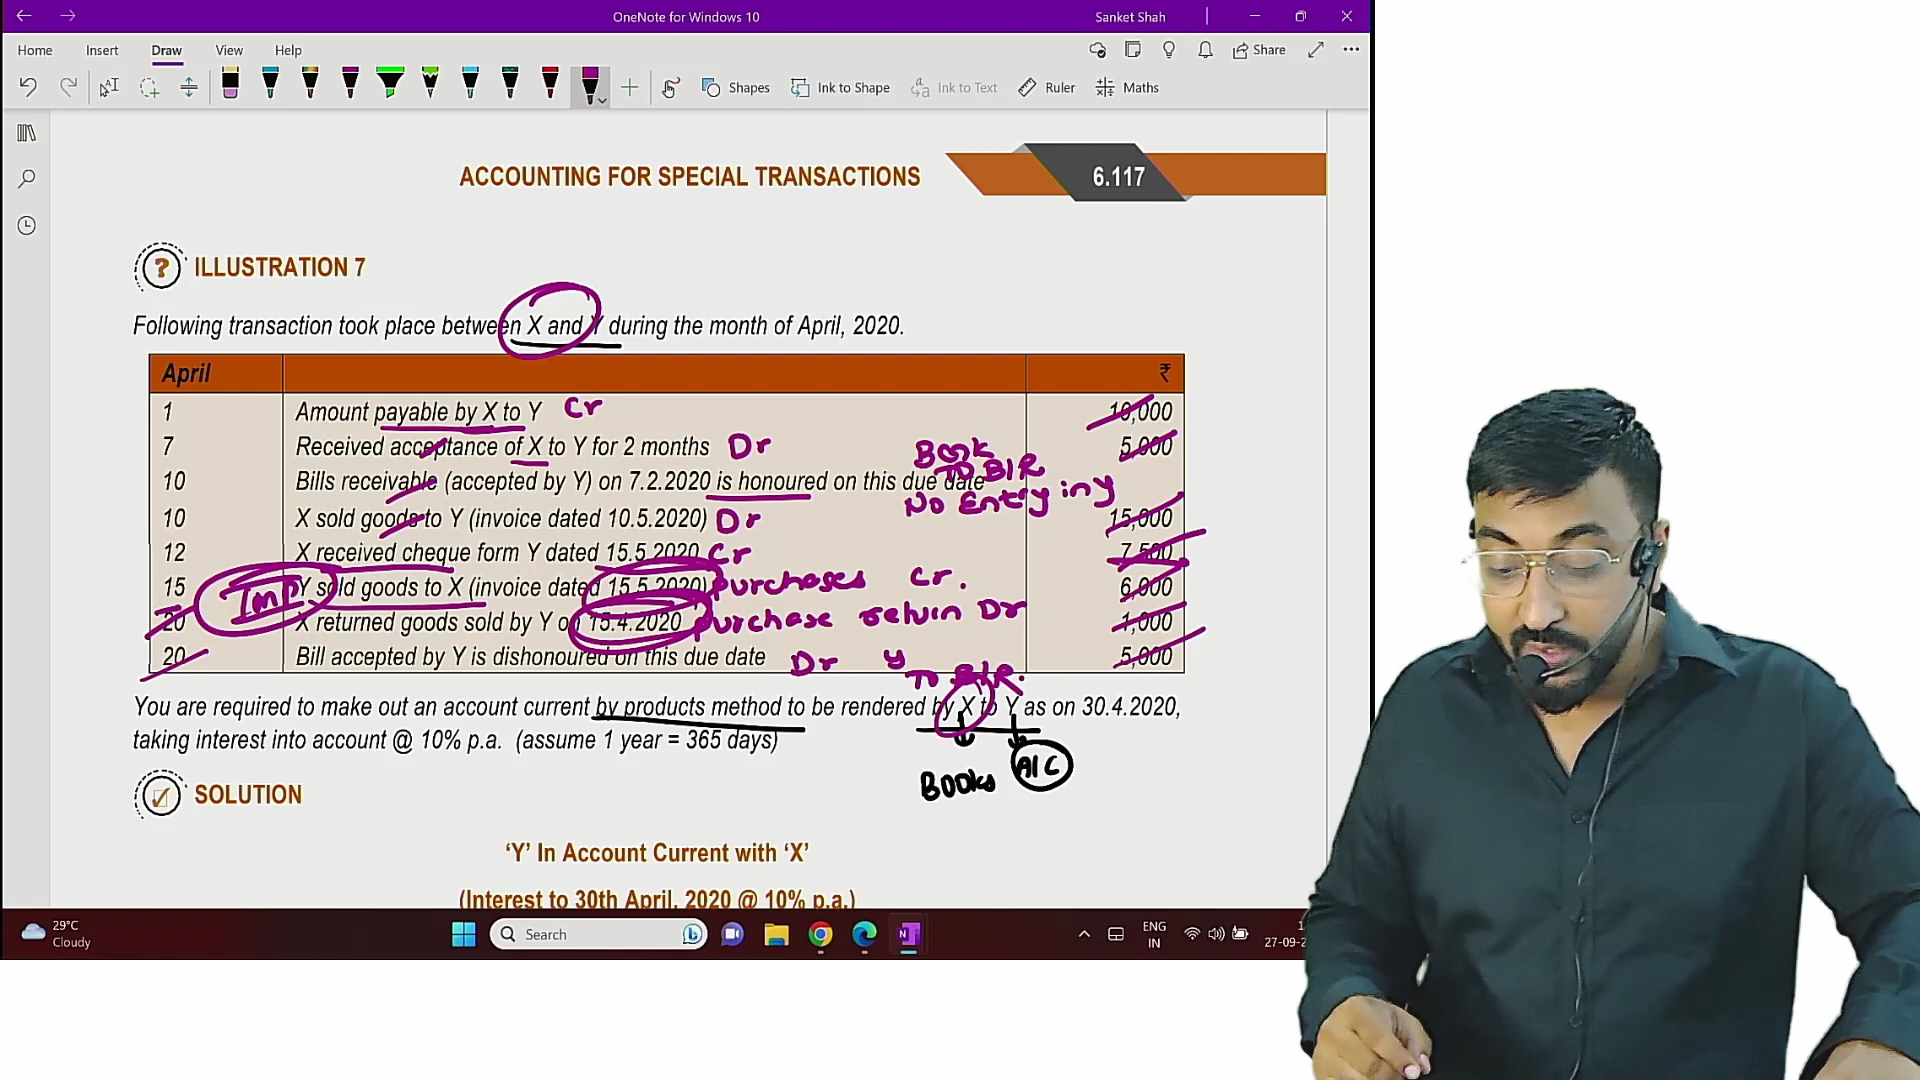 OneNote for Windows 10
Sanket Shah
Home Insert Draw View Help
Share
Shapes Ink to Shape Ink to Text Ruler Maths
ACCOUNTING FOR SPECIAL TRANSACTIONS 6.117
? ILLUSTRATION 7
Following transaction took place between X and Y during the month of April, 2020.
April ₹
1 Amount payable by X to Y Cr 10,000
7 Received acceptance of X to Y for 2 months Dr 5,000
Book
To B/R
10 Bills receivable (accepted by Y) on 7.2.2020 is honoured on this due date
No Entry in y
10 X sold goods to Y (invoice dated 10.5.2020) Dr 15,000
12 X received cheque form Y dated 15.5.2020 Cr 7,500
15 Imp Y sold goods to X (invoice dated 15.5.2020) purchases Cr. 6,000
20 X returned goods sold by Y on 15.4.2020 purchase return Dr 1,000
20 Bill accepted by Y is dishonoured on this due date Dr y 5,000
To B/R.
You are required to make out an account current by products method to be rendered by X to Y as on 30.4.2020,
taking interest into account @ 10% p.a. (assume 1 year = 365 days)
Books A/C
SOLUTION
‘Y’ In Account Current with ‘X’
(Interest to 30th April, 2020 @ 10% p.a.)
29°C
Cloudy
Search
ENG
IN
27-09-2